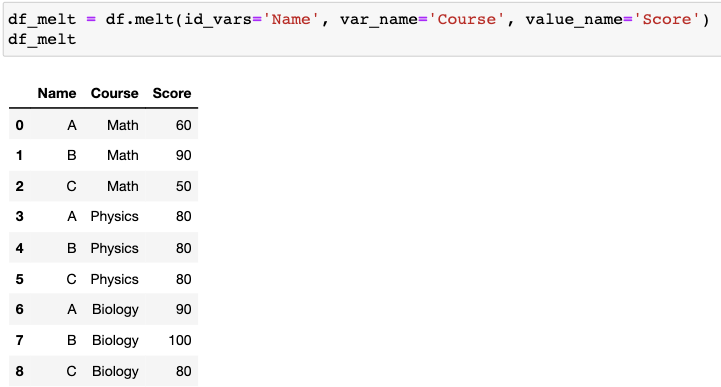 df_melt = df.melt(id_vars='Name', var_name='Course', value_name='Score')
df_melt
Name Course Score
0 A Math 60
1 B Math 90
2 C Math 50
3 A Physics 80
4 B Physics 80
5 C Physics 80
6 A Biology 90
7 B Biology 100
8 C Biology 80